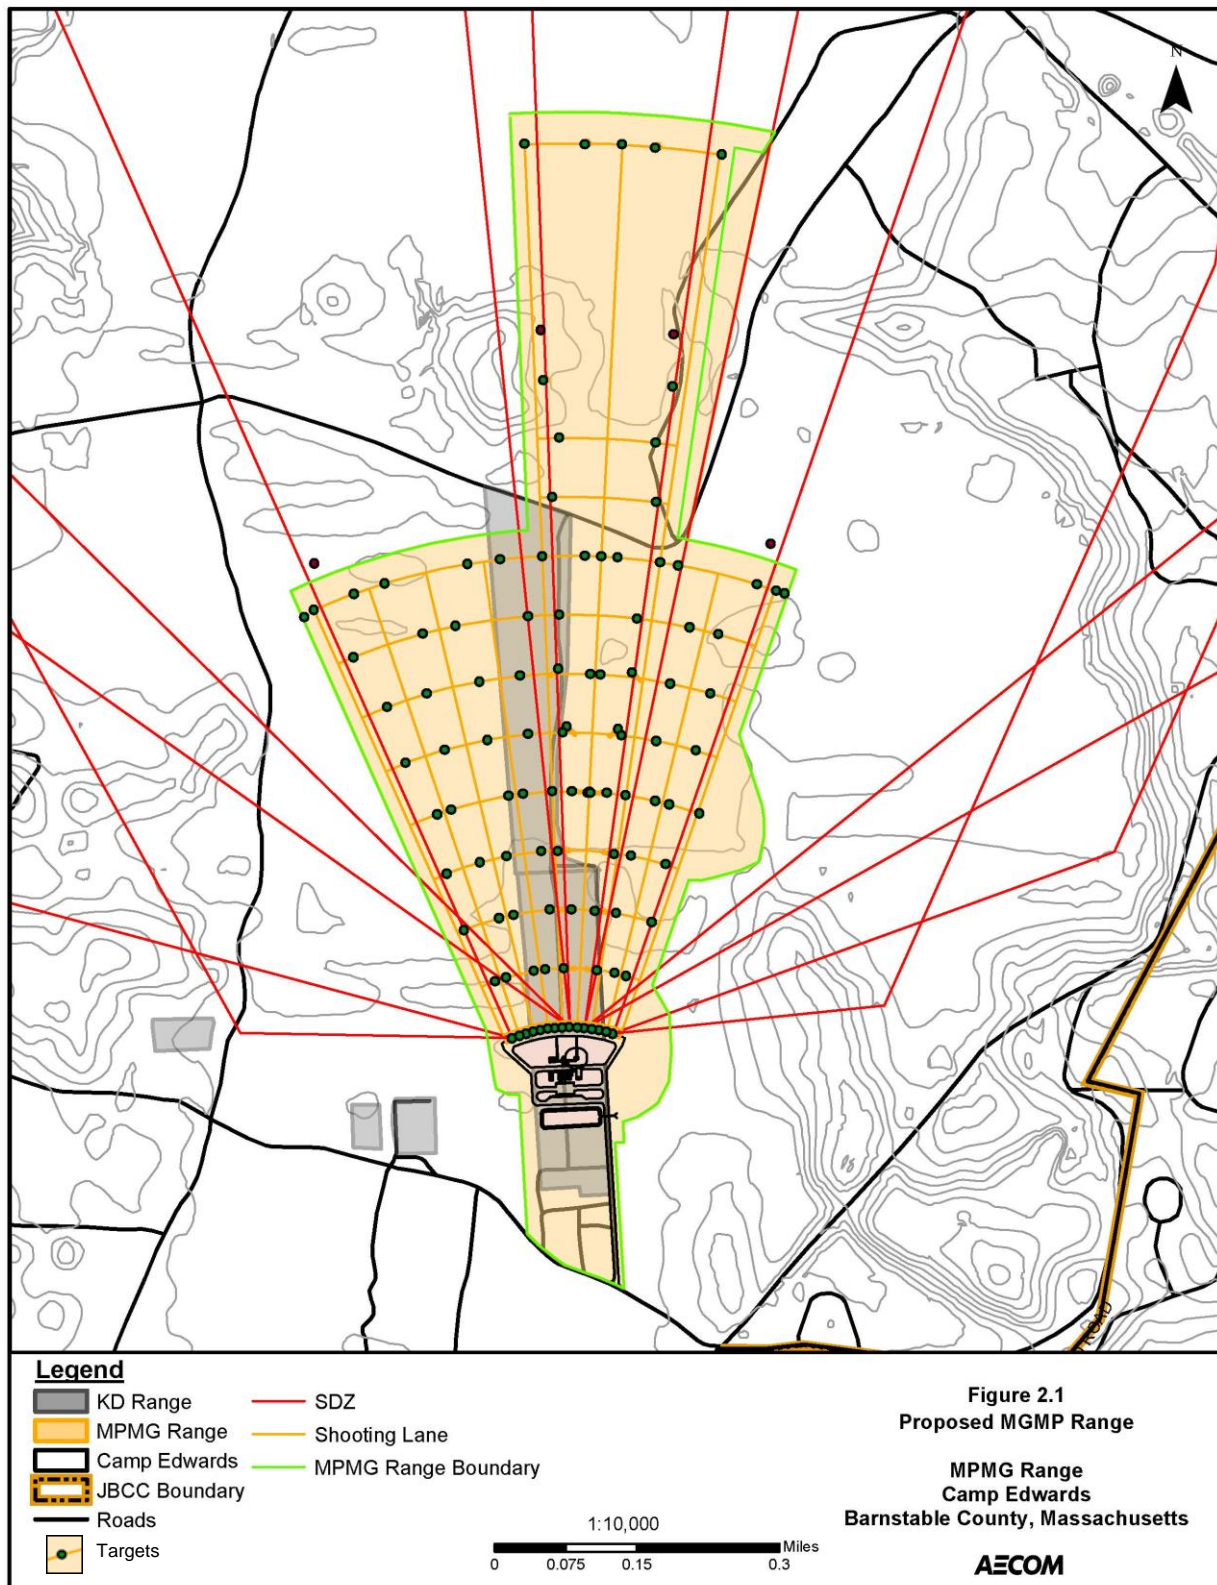 N
ROAD
Legend
KD Range
MPMG Range
Camp Edwards
JBCC Boundary
Roads
Targets
SDZ
Shooting Lane
MPMG Range Boundary
1:10,000
Miles
0 0.075 0.15 0.3
Figure 2.1
Proposed MGMP Range
MPMG Range
Camp Edwards
Barnstable County, Massachusetts
AECOM